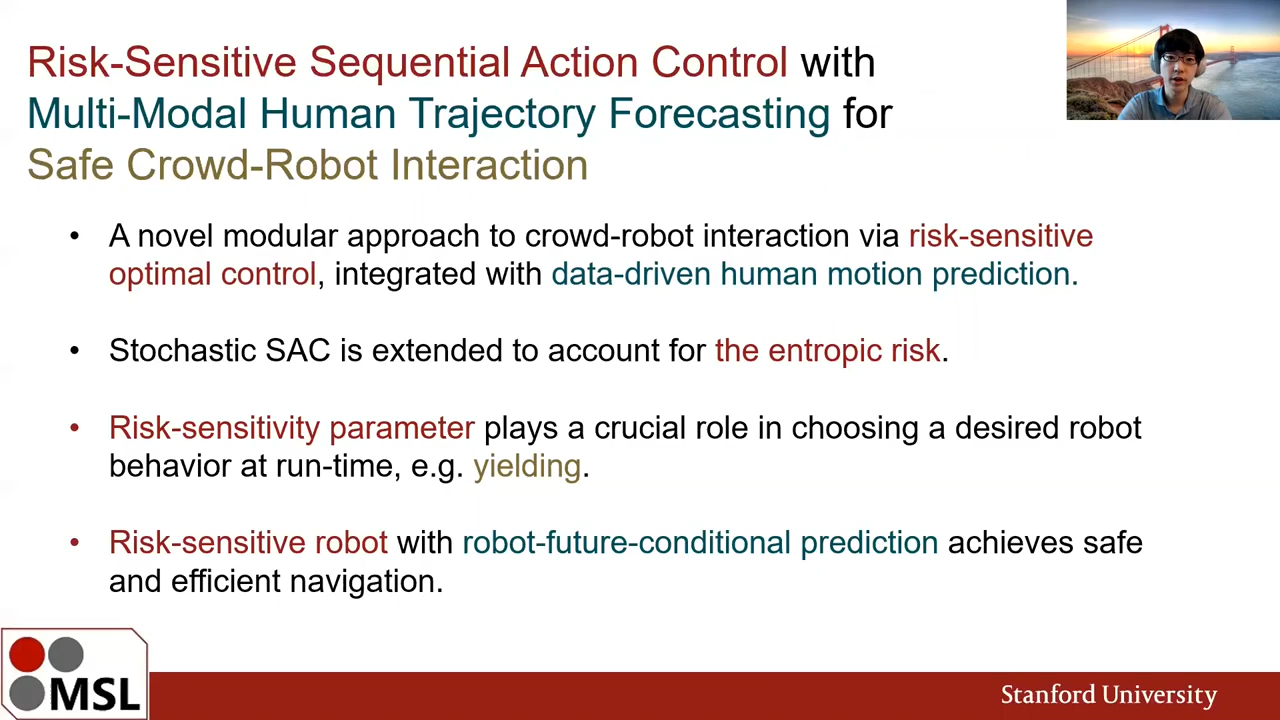 Risk-Sensitive Sequential Action Control with
Multi-Modal Human Trajectory Forecasting for
Safe Crowd-Robot Interaction
• A novel modular approach to crowd-robot interaction via risk-sensitive
optimal control, integrated with data-driven human motion prediction.
• Stochastic SAC is extended to account for the entropic risk.
• Risk-sensitivity parameter plays a crucial role in choosing a desired robot
behavior at run-time, e.g. yielding.
• Risk-sensitive robot with robot-future-conditional prediction achieves safe
and efficient navigation.
MSL
Stanford University